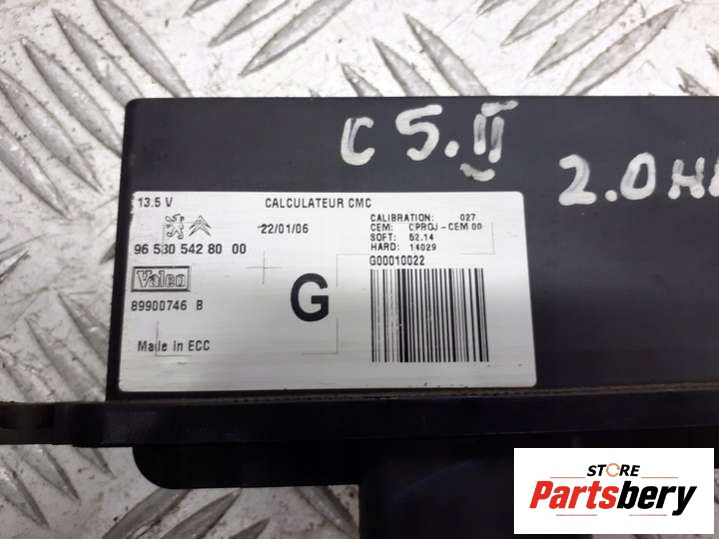 C 5.II
2.0H
13.5 V
CALCULATEUR CMC
22/01/06
CALIBRATION: 027
CEM: CPROJ-CEM 00
SOFT: 52.14
HARD: 14029
G00010022
96 530 542 80 00
Valeo
89900746 B
G
Made in ECC
STORE
Partsbery